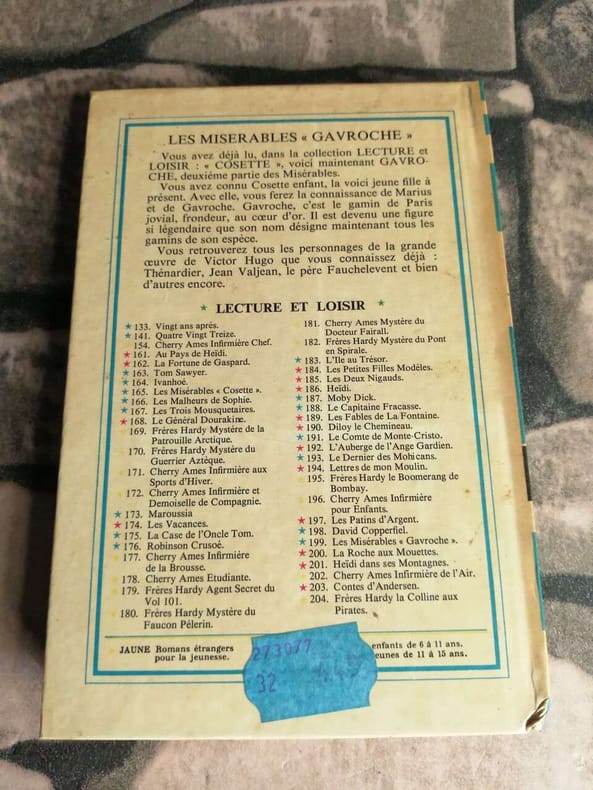 LES MISERABLES « GAVROCHE »
Vous avez déjà lu, dans la collection LECTURE et
LOISIR : « COSETTE », voici maintenant GAVRO-
CHE, deuxième partie des Misérables.
Vous avez connu Cosette enfant, la voici jeune fille à
présent. Avec elle, vous ferez la connaissance de Marius
et de Gavroche. Gavroche, c'est le gamin de Paris
jovial, frondeur, au cœur d'or. Il est devenu une figure
si légendaire que son nom désigne maintenant tous les
gamins de son espèce.
Vous retrouverez tous les personnages de la grande
œuvre de Victor Hugo que vous connaissez déjà :
Thénardier, Jean Valjean, le père Fauchelevent et bien
d'autres encore.
* LECTURE ET LOISIR *
* 133. Vingt ans après.
* 141. Quatre Vingt Treize.
154. Cherry Ames Infirmière Chef.
* 161. Au Pays de Heïdi.
* 162. La Fortune de Gaspard.
* 163. Tom Sawyer.
* 164. Ivanhoé.
* 165. Les Misérables « Cosette ».
* 166. Les Malheurs de Sophie.
* 167. Les Trois Mousquetaires.
* 168. Le Général Dourakine.
* 169. Frères Hardy Mystère de la
Patrouille Arctique.
170. Frères Hardy Mystère du
Guerrier Aztèque.
* 171. Cherry Ames Infirmière aux
Sports d'Hiver.
* 172. Cherry Ames Infirmière et
Demoiselle de Compagnie.
* 173. Maroussia
* 174. Les Vacances.
* 175. La Case de l'Oncle Tom.
* 176. Robinson Crusoé.
* 177. Cherry Ames Infirmière
de la Brousse.
* 178. Cherry Ames Etudiante.
* 179. Frères Hardy Agent Secret du
Vol 101.
* 180. Frères Hardy Mystère du
Faucon Pélerin.
* 181. Cherry Ames Mystère du
Docteur Fairall.
* 182. Frères Hardy Mystère du Pont
en Spirale.
* 183. L'Ile au Trésor.
* 184. Les Petites Filles Modèles.
* 185. Les Deux Nigauds.
* 186. Heïdi.
* 187. Moby Dick.
* 188. Le Capitaine Fracasse.
* 189. Les Fables de La Fontaine.
* 190. Diloy le Chemineau.
* 191. Le Comte de Monte-Cristo.
* 192. L'Auberge de l'Ange Gardien.
* 193. Le Dernier des Mohicans.
* 194. Lettres de mon Moulin.
* 195. Frères Hardy le Boomerang de
Bombay.
* 196. Cherry Ames Infirmière
pour Enfants.
* 197. Les Patins d'Argent.
* 198. David Copperfiel.
* 199. Les Misérables « Gavroche ».
* 200. La Roche aux Mouettes.
* 201. Heïdi dans ses Montagnes.
* 202. Cherry Ames Infirmière de l'Air.
* 203. Contes d'Andersen.
* 204. Frères Hardy la Colline aux
Pirates.
* JAUNE Romans étrangers
pour la jeunesse.
enfants de 6 à 11 ans.
eunes de 11 à 15 ans.
273077
32